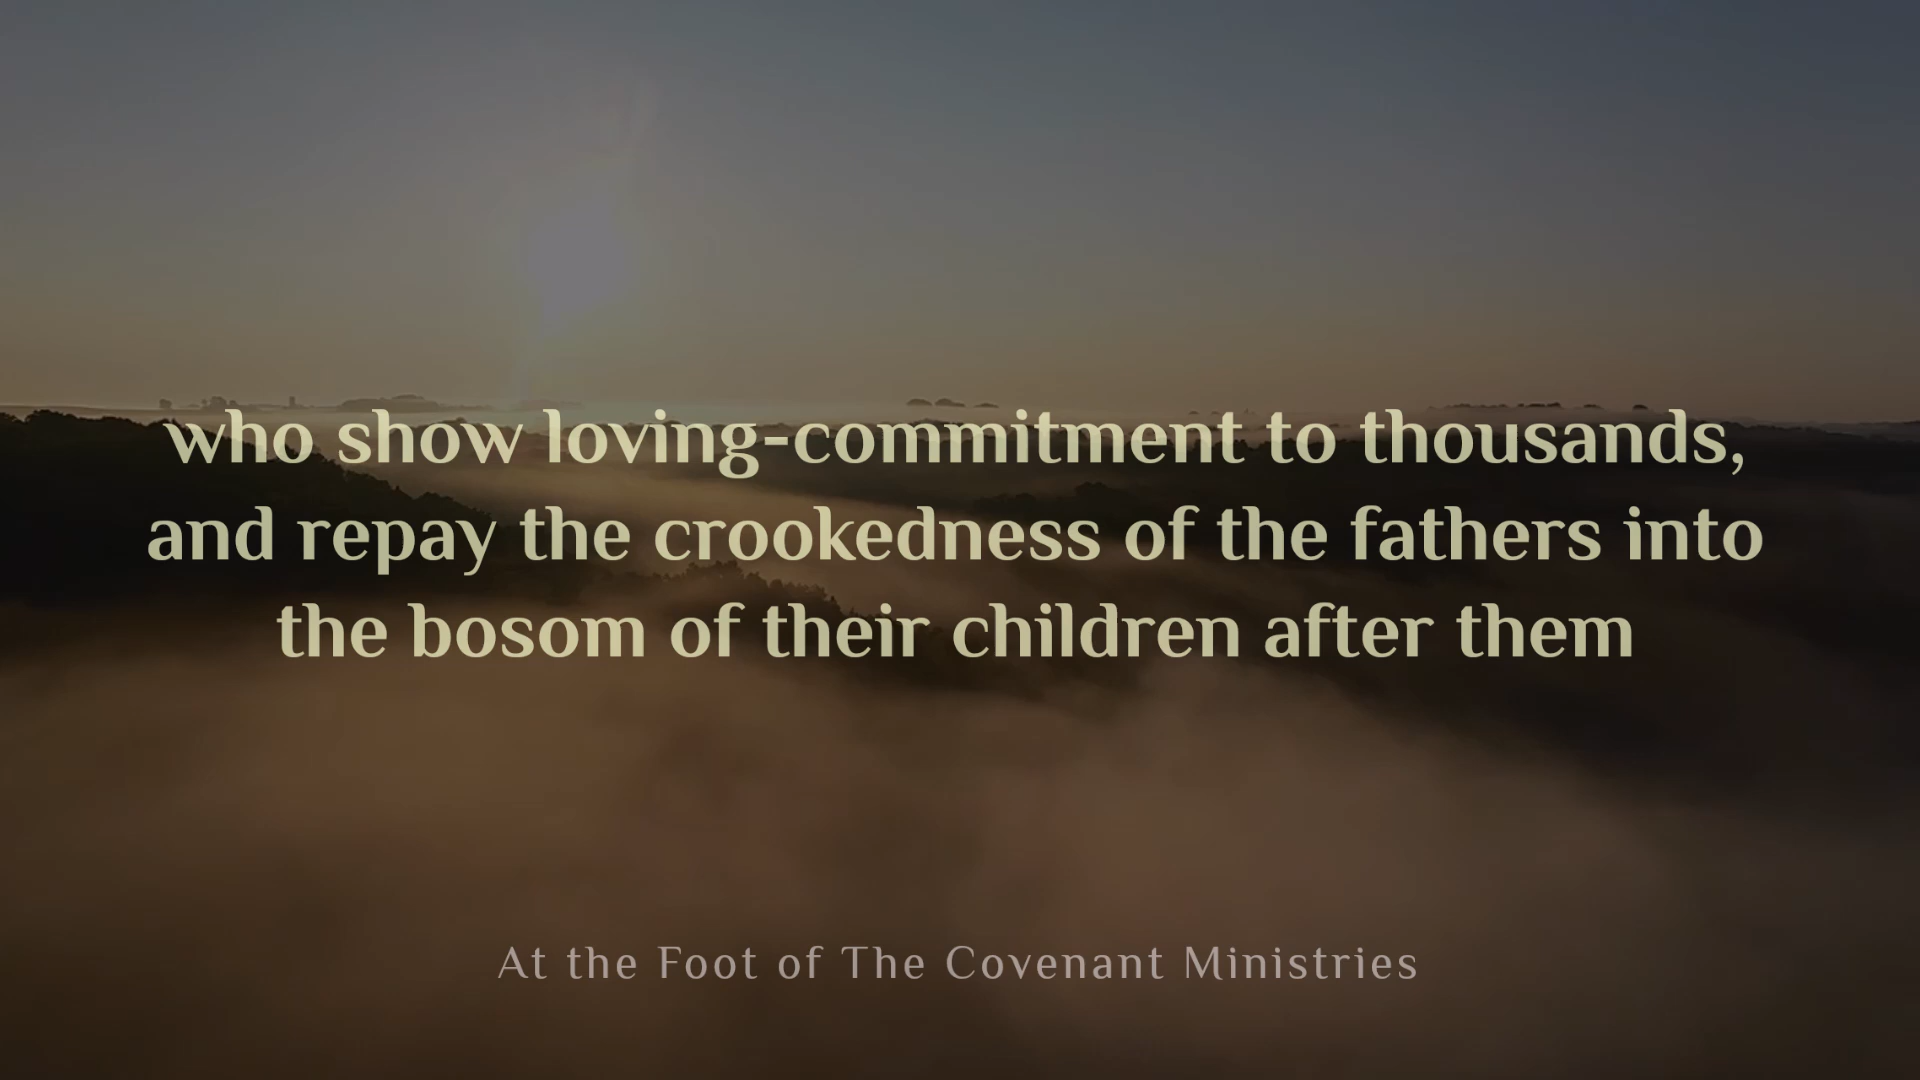 who show loving-commitment to thousands,
and repay the crookedness of the fathers into
the bosom of their children after them
At the Foot of The Covenant Ministries